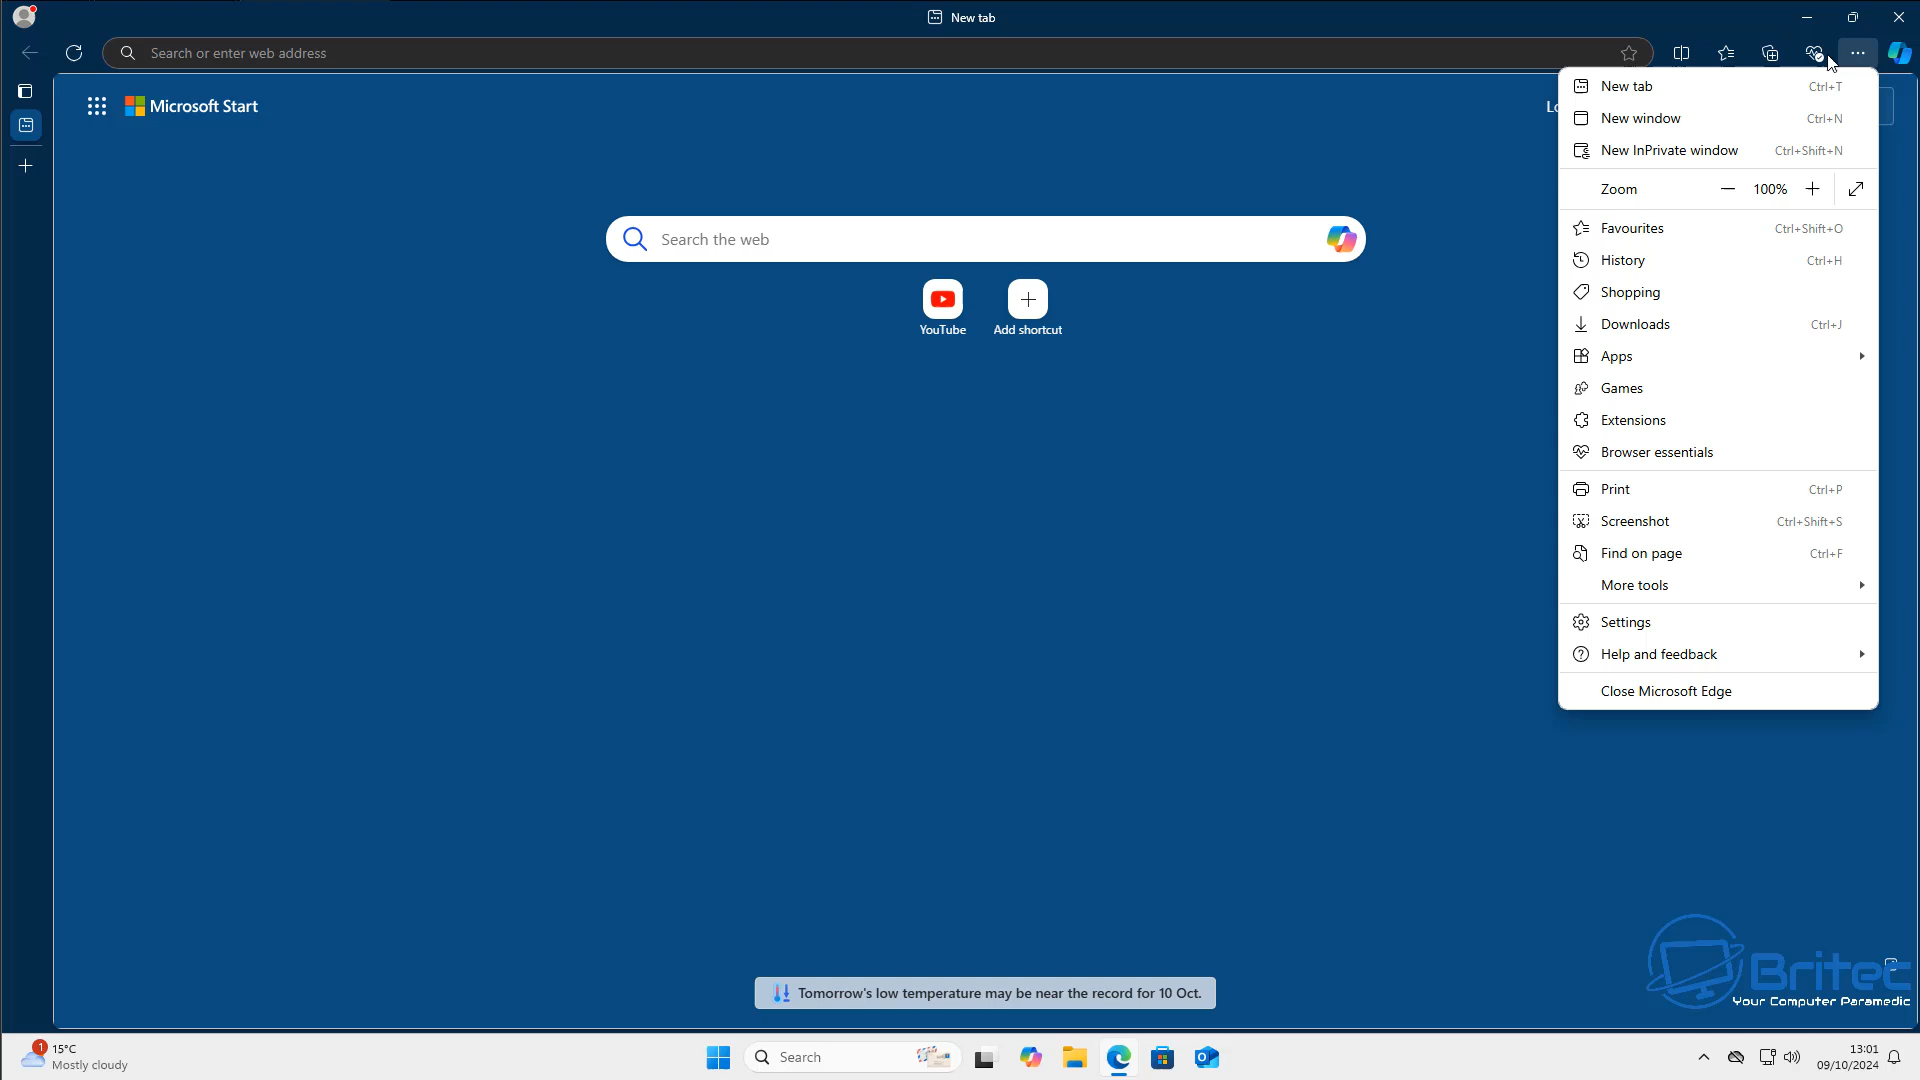 New tab
Search or enter web address
Microsoft Start
Lo
New tab Ctrl+T
New window Ctrl+N
New InPrivate window Ctrl+Shift+N
Zoom 100%
Favourites Ctrl+Shift+O
History Ctrl+H
Shopping
Downloads Ctrl+J
Apps
Games
Extensions
Browser essentials
Print Ctrl+P
Screenshot Ctrl+Shift+S
Find on page Ctrl+F
More tools
Settings
Help and feedback
Close Microsoft Edge
Search the web
YouTube
Add shortcut
Tomorrow's low temperature may be near the record for 10 Oct.
Britec
Your Computer Paramedic
1
15°C
Mostly cloudy
Search
13:01
09/10/2024